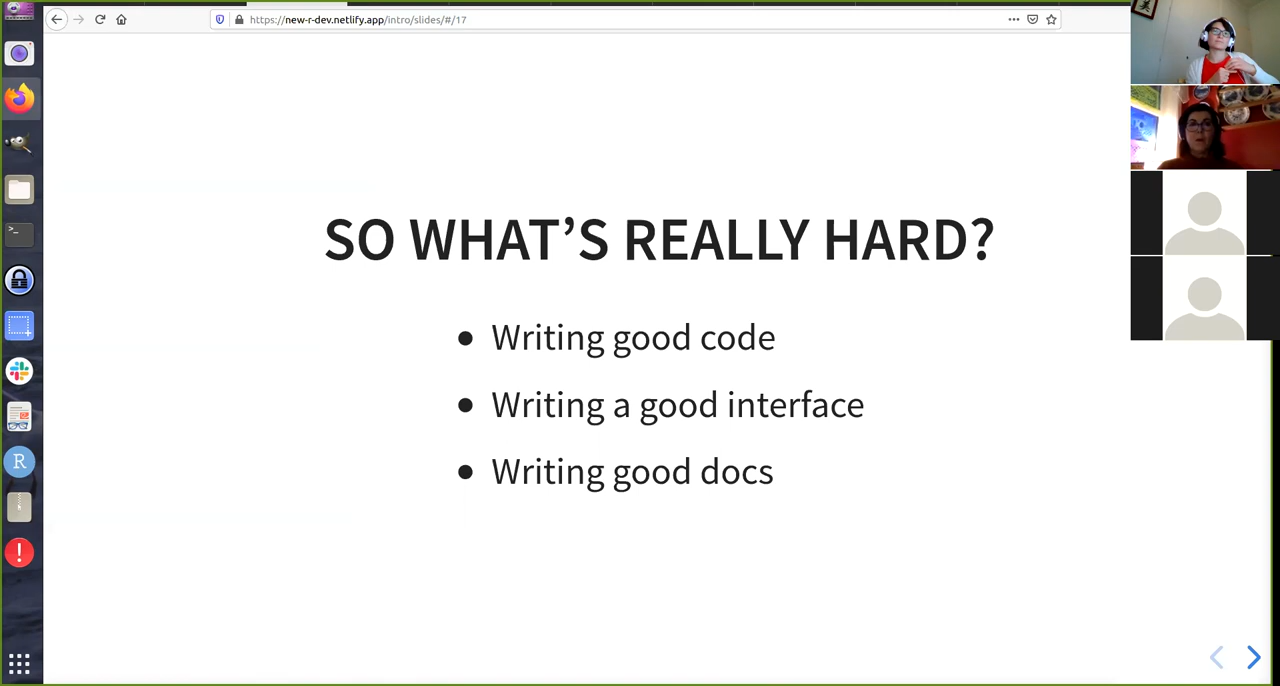 https://new-r-dev.netlify.app/intro/slides/#/17
SO WHAT’S REALLY HARD?
Writing good code
Writing a good interface
Writing good docs
R